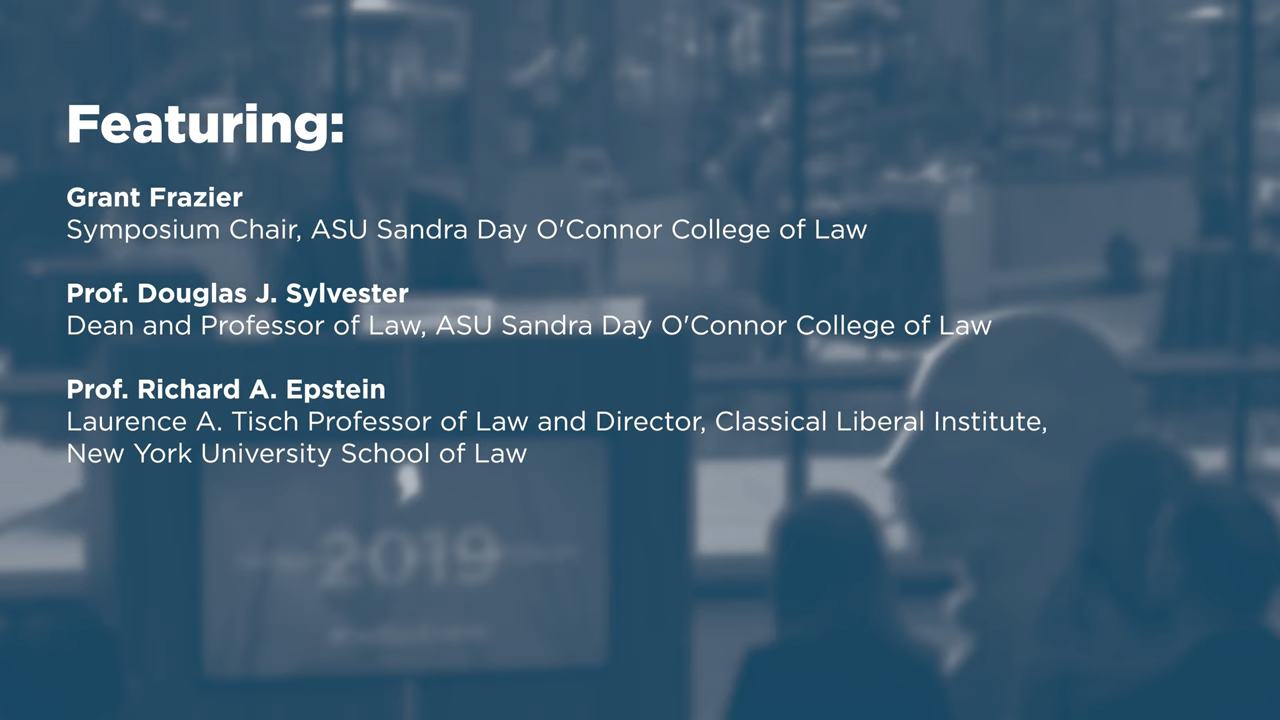 Featuring:
Grant Frazier
Symposium Chair, ASU Sandra Day O'Connor College of Law
Prof. Douglas J. Sylvester
Dean and Professor of Law, ASU Sandra Day O'Connor College of Law
Prof. Richard A. Epstein
Laurence A. Tisch Professor of Law and Director, Classical Liberal Institute,
New York University School of Law
2019